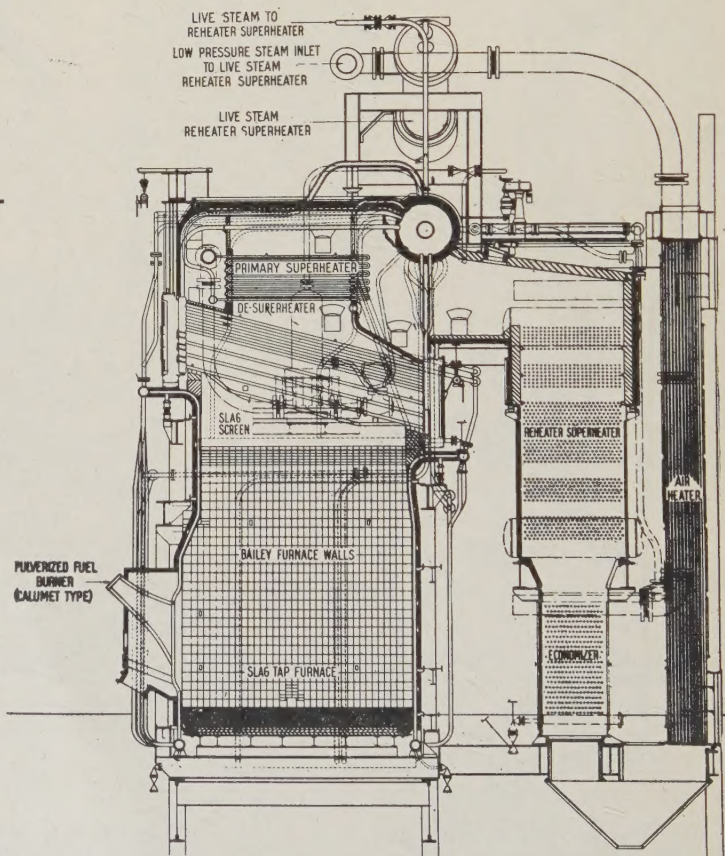 LIVE STEAM TO
REHEATER SUPERHEATER
LOW PRESSURE STEAM INLET
TO LIVE STEAM
REHEATER SUPERHEATER
LIVE STEAM
REHEATER SUPERHEATER
PRIMARY SUPERHEATER
DE-SUPERHEATER
SLAG
SCREEN
REHEATER SUPERHEATER
AIR
HEATER
BAILEY FURNACE WALLS
PULVERIZED FUEL
BURNER
(CALUMET TYPE)
SLAG TAP FURNACE
ECONOMIZER